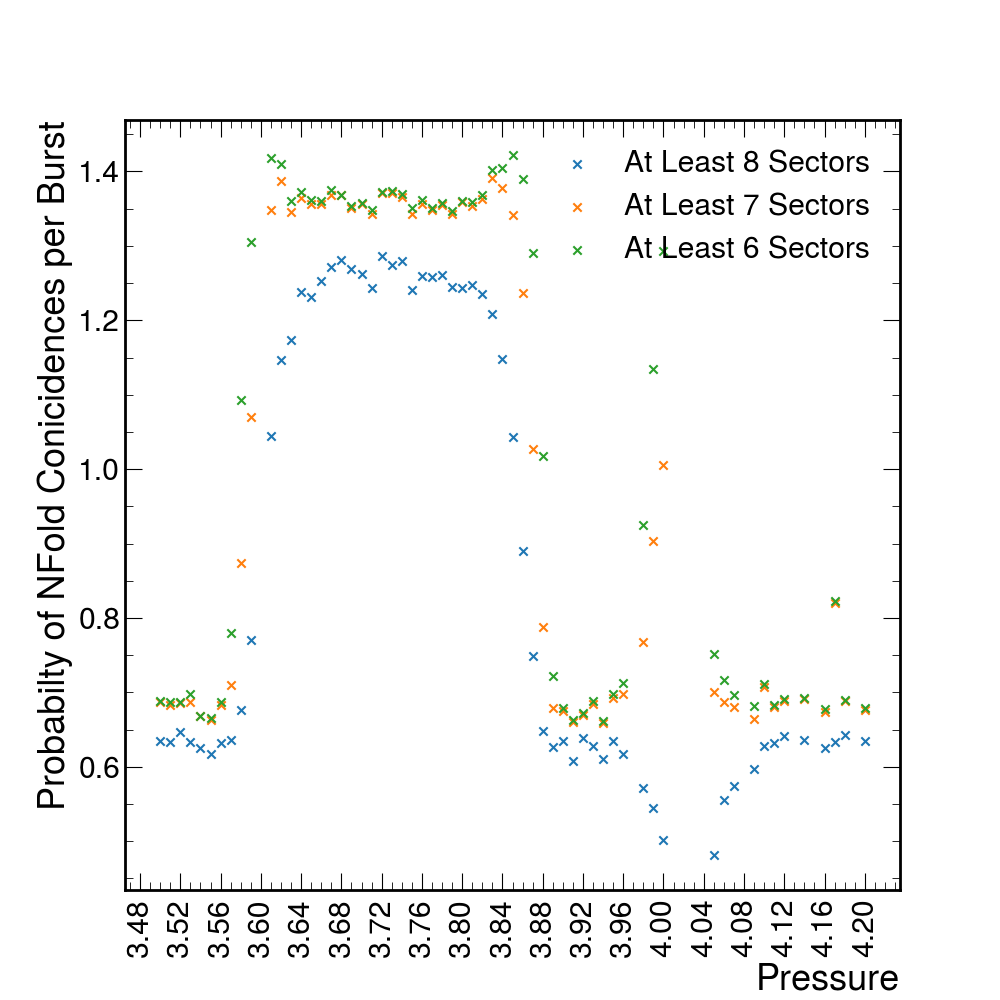 Probabilty of NFold Conicidences per Burst
At Least 8 Sectors
At Least 7 Sectors
At Least 6 Sectors
1.4
1.2
1.0
0.8
0.6
3.48 3.52 3.56 3.60 3.64 3.68 3.72 3.76 3.80 3.84 3.88 3.92 3.96 4.00 4.04 4.08 4.12 4.16 4.20
Pressure